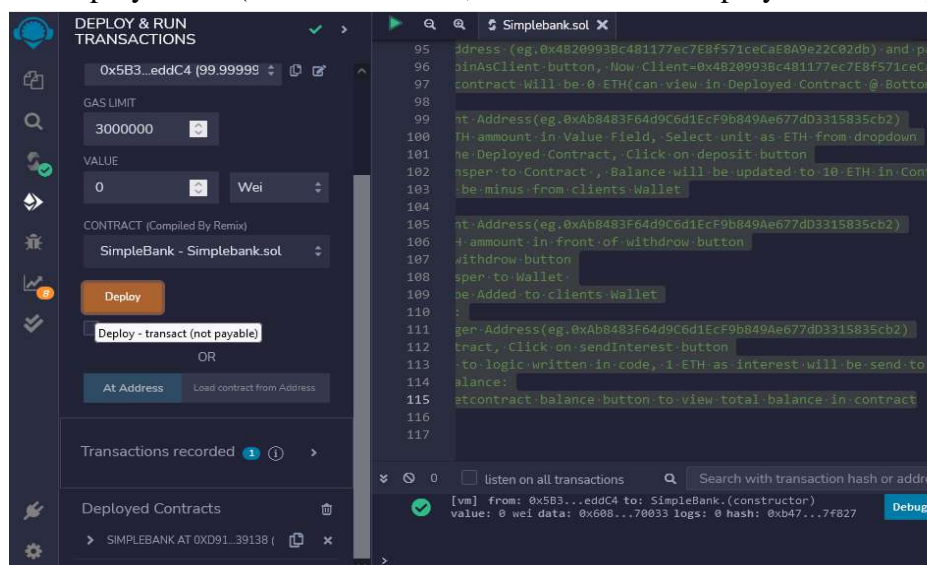 DEPLOY & RUN
TRANSACTIONS
0x5B3...eddC4 (99.99999
GAS LIMIT
3000000
VALUE
0
Wei
CONTRACT (Compiled By Remix)
SimpleBank - Simplebank.sol
Deploy
Deploy - transact (not payable)
OR
At Address
Load contract from Address
Transactions recorded 1
Deployed Contracts
SIMPLEBANK AT 0XD91...39138 (
8
Simplebank.sol
95 ddress (eg.0x4820993Bc481177ec7E8f571ceCaE8A9e22C02db) and pa
96 oinAsClient button, Now Client=0x4820993Bc481177ec7E8f571ceCa
97 contract Will be 0 ETH(can view in Deployed Contract @ Bottom
98
99 nt Address(eg.0xAb8483F64d9C6d1EcF9b849Ae677dD3315835cb2)
100 TH ammount in Value Field, Select unit as ETH from dropdown
101 he Deployed Contract, Click on deposit button
102 nsper to Contract , Balance will be updated to 10 ETH in Con
103 be minus from clients Wallet
104
105 nt Address(eg.0xAb8483F64d9C6d1EcF9b849Ae677dD3315835cb2)
106 H ammount in front of withdrow button
107 withdrow button
108 sper to Wallet
109 be Added to clients Wallet
110 :
111 ger Address(eg.0xAb8483F64d9C6d1EcF9b849Ae677dD3315835cb2)
112 tract, Click on sendInterest button
113 to logic written in code, 1 ETH as interest will be send to
114 alance:
115 etcontract balance button to view total balance in contract
116
117
0
listen on all transactions
Search with transaction hash or addre
[vm] from: 0x5B3...eddC4 to: SimpleBank.(constructor)
value: 0 wei data: 0x608...70033 logs: 0 hash: 0xb47...7f827
Debug